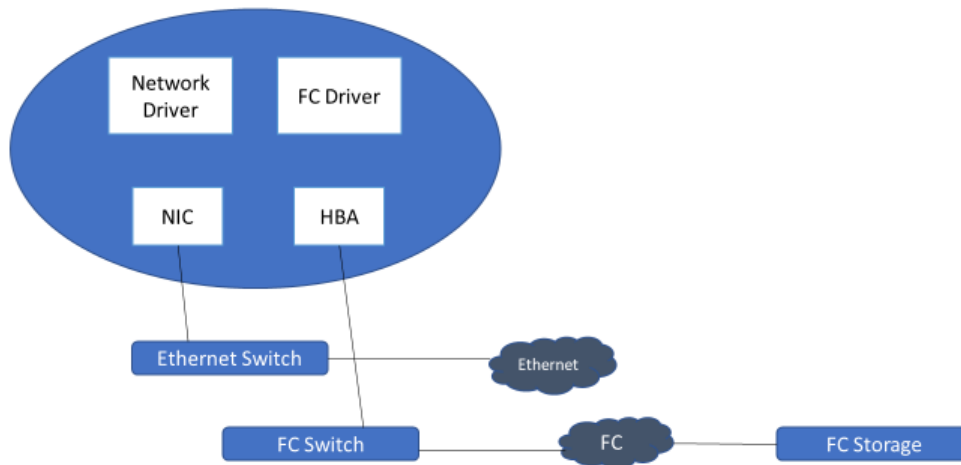 Network
Driver
FC Driver
NIC
HBA
Ethernet Switch
Ethernet
FC Switch
FC
FC Storage